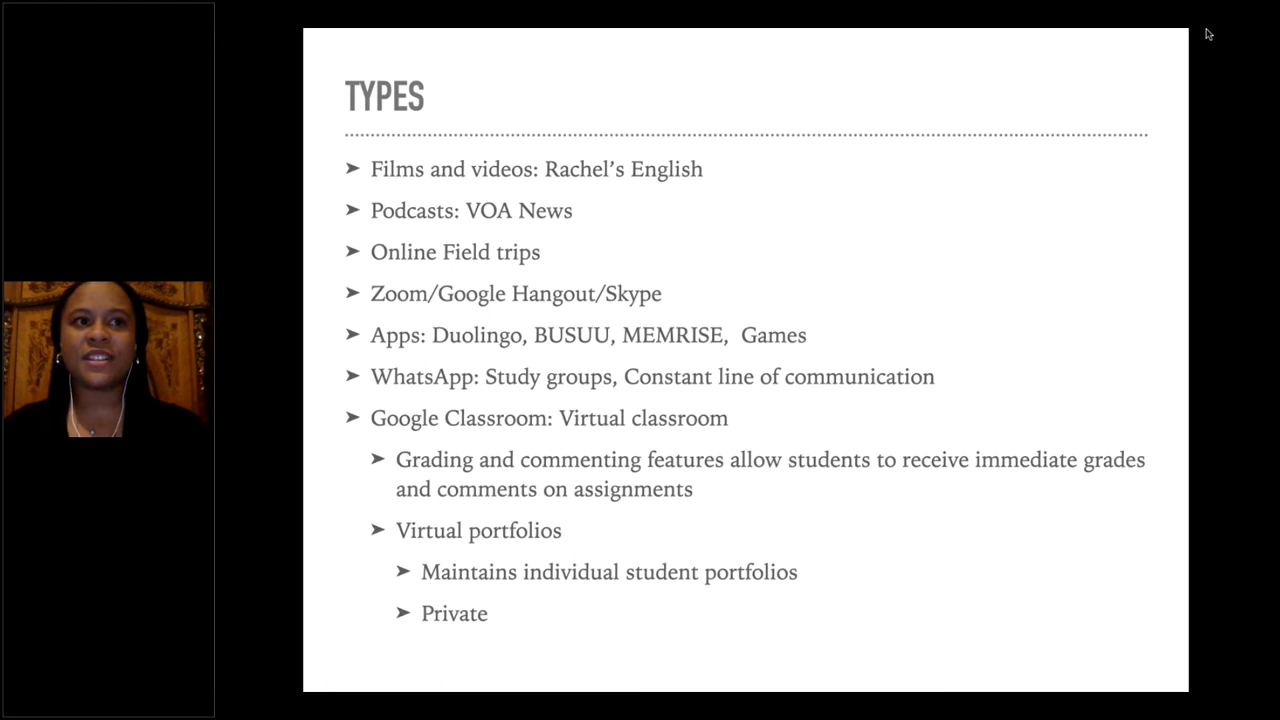 TYPES
➤ Films and videos: Rachel’s English
➤ Podcasts: VOA News
➤ Online Field trips
➤ Zoom/Google Hangout/Skype
➤ Apps: Duolingo, BUSUU, MEMRISE,  Games
➤ WhatsApp: Study groups, Constant line of communication
➤ Google Classroom: Virtual classroom
➤ Grading and commenting features allow students to receive immediate grades
and comments on assignments
➤ Virtual portfolios
➤ Maintains individual student portfolios
➤ Private